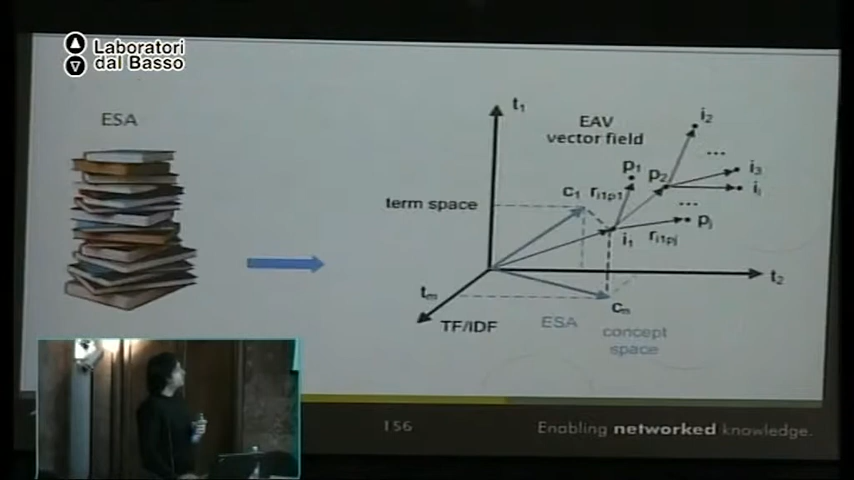 Laboratori
dal Basso
ESA
t1
EAV
vector field
i2
p1
p2
...
i3
ii
c1
ri1p1
term space
...
pj
i1
ri1pj
t2
tm
cm
TF/IDF
ESA
concept
space
156
Enabling networked knowledge.